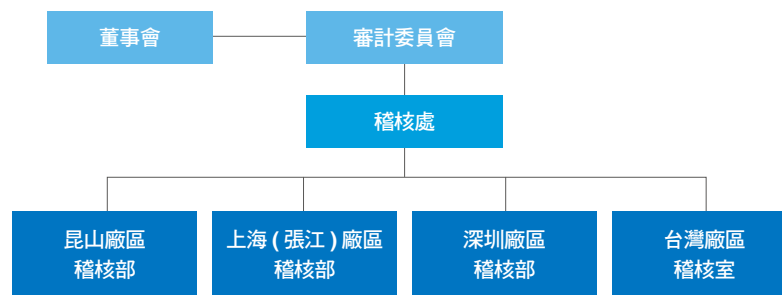 董事會
審計委員會
稽核處
昆山廠區
稽核部
上海 ( 張江 ) 廠區
稽核部
深圳廠區
稽核部
台灣廠區
稽核室